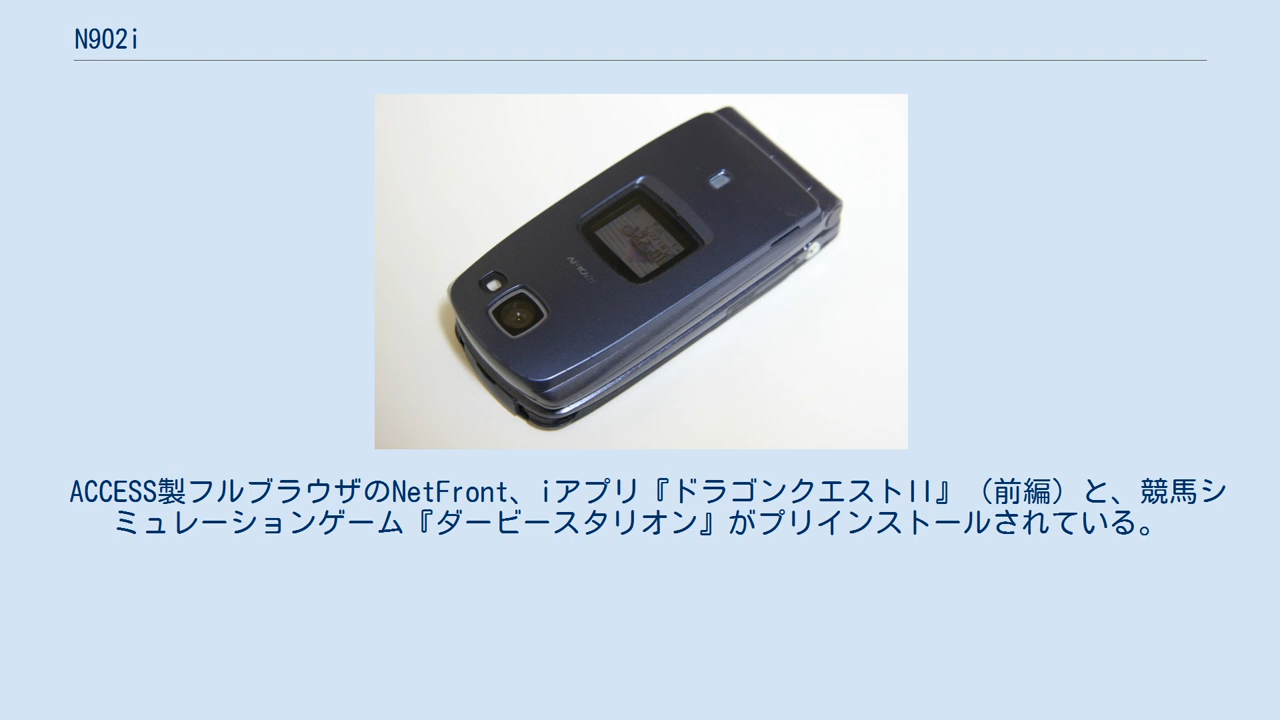 N902i
ACCESS製フルブラウザのNetFront、iアプリ『ドラゴンクエストII』（前編）と、競馬シ
ミュレーションゲーム『ダービースタリオン』がプリインストールされている。